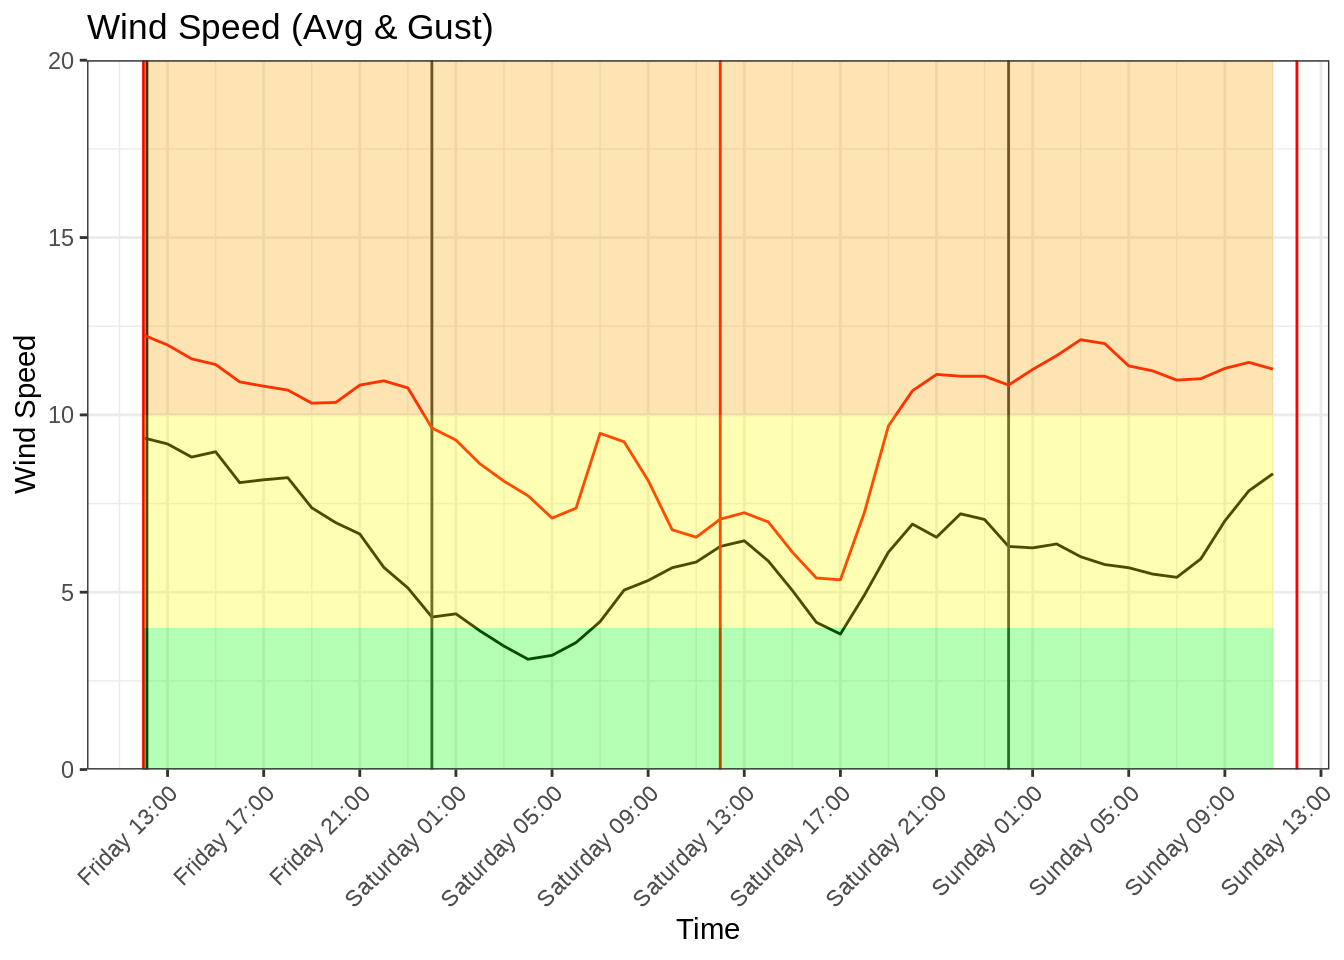 Wind Speed (Avg & Gust)
20
15
10
5
0
Wind Speed
Friday 13:00
Friday 17:00
Friday 21:00
Saturday 01:00
Saturday 05:00
Saturday 09:00
Saturday 13:00
Saturday 17:00
Saturday 21:00
Sunday 01:00
Sunday 05:00
Sunday 09:00
Sunday 13:00
Time